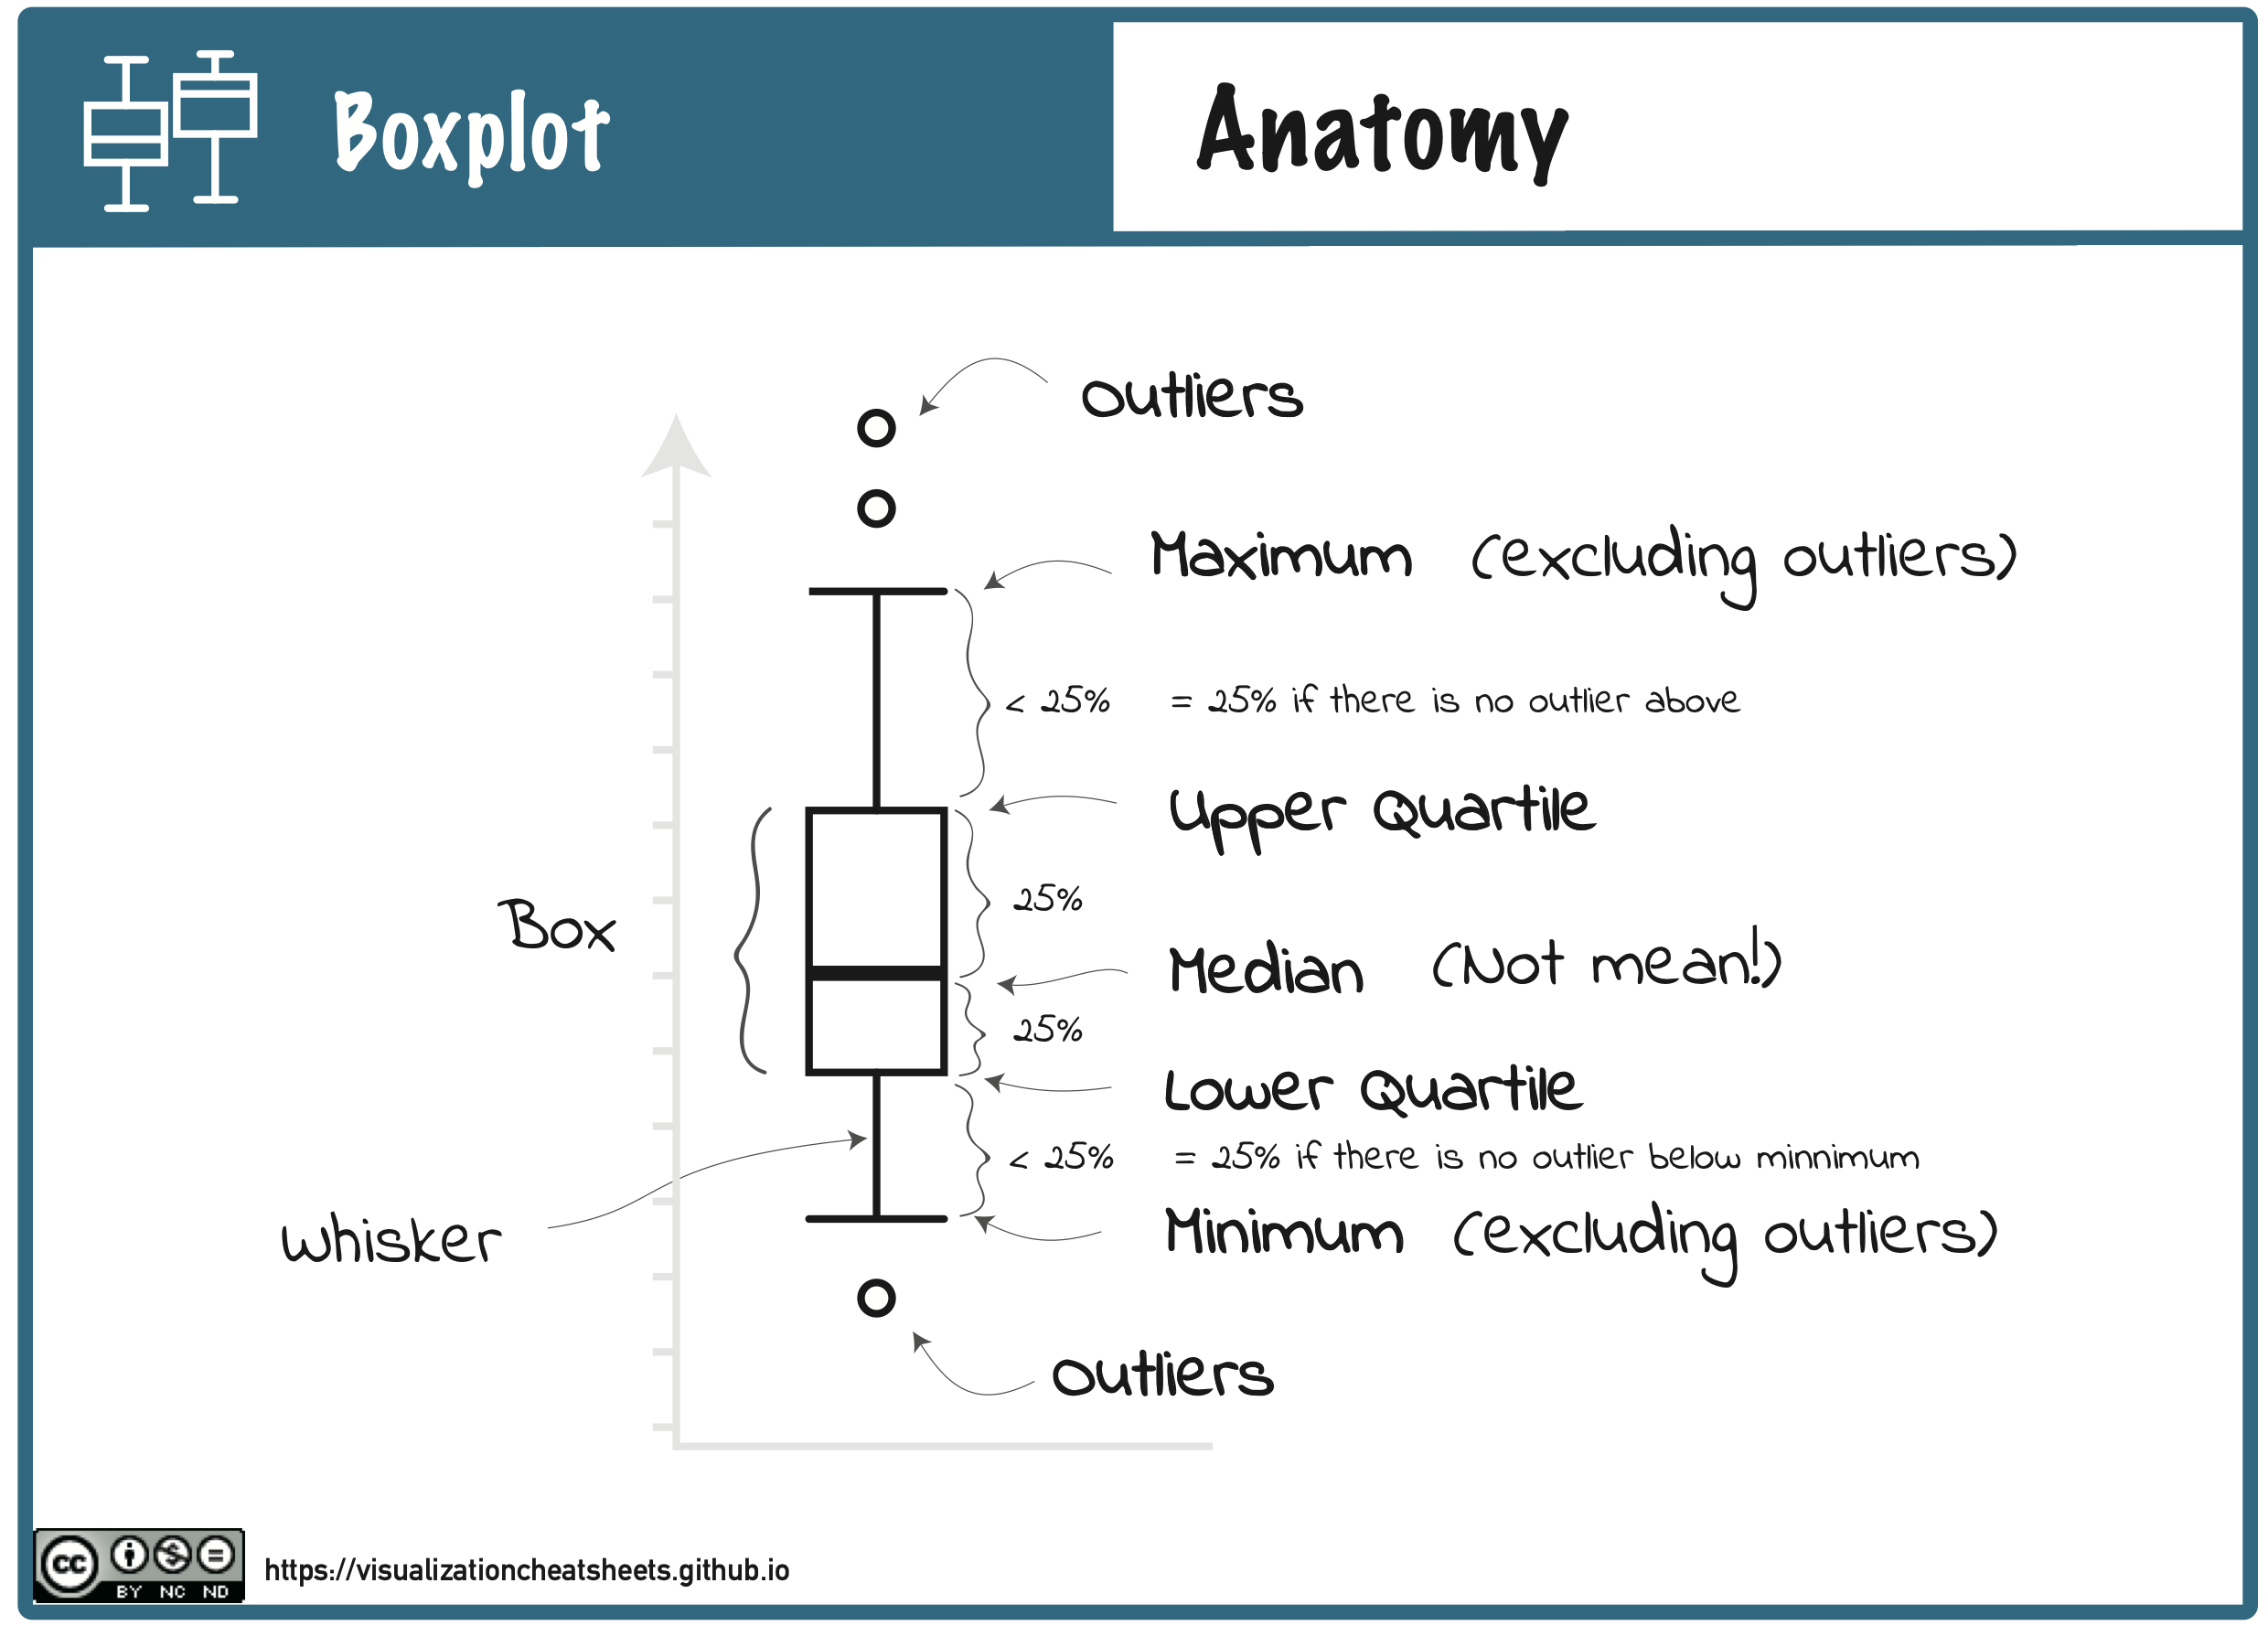 Boxplot
Anatomy
outliers
Maximum (excluding outliers)
< 25% = 25% if there is no outlier above
Upper Quartile
25%
Box
Median (Not mean!)
25%
Lower Quartile
< 25% = 25% if there is no outlier below minnimum
Whisker
Minimum (excluding outliers)
outliers
cc BY NC ND
https://visualizationcheatsheets.github.io